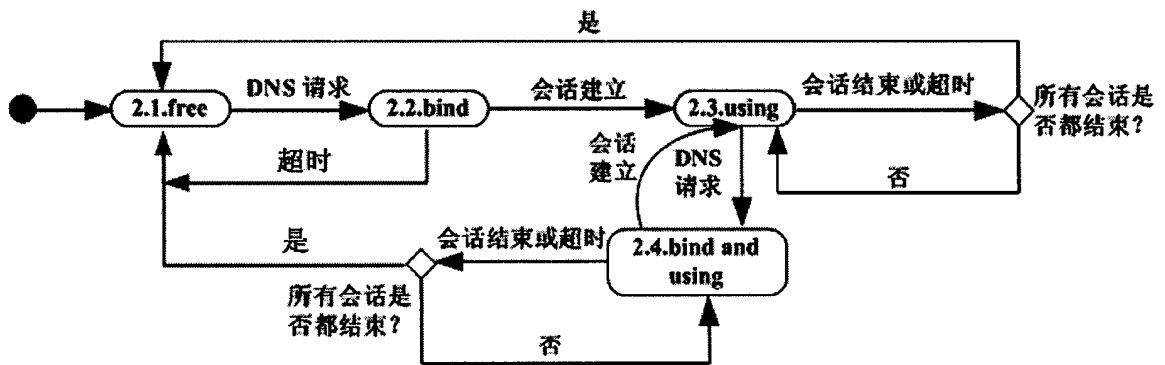 是
2.1.free
DNS 请求
2.2.bind
会话建立
2.3.using
会话结束或超时
所有会话是
否都结束？
超时
会话
建立
DNS
请求
否
是
会话结束或超时
2.4.bind and
using
所有会话是
否都结束？
否